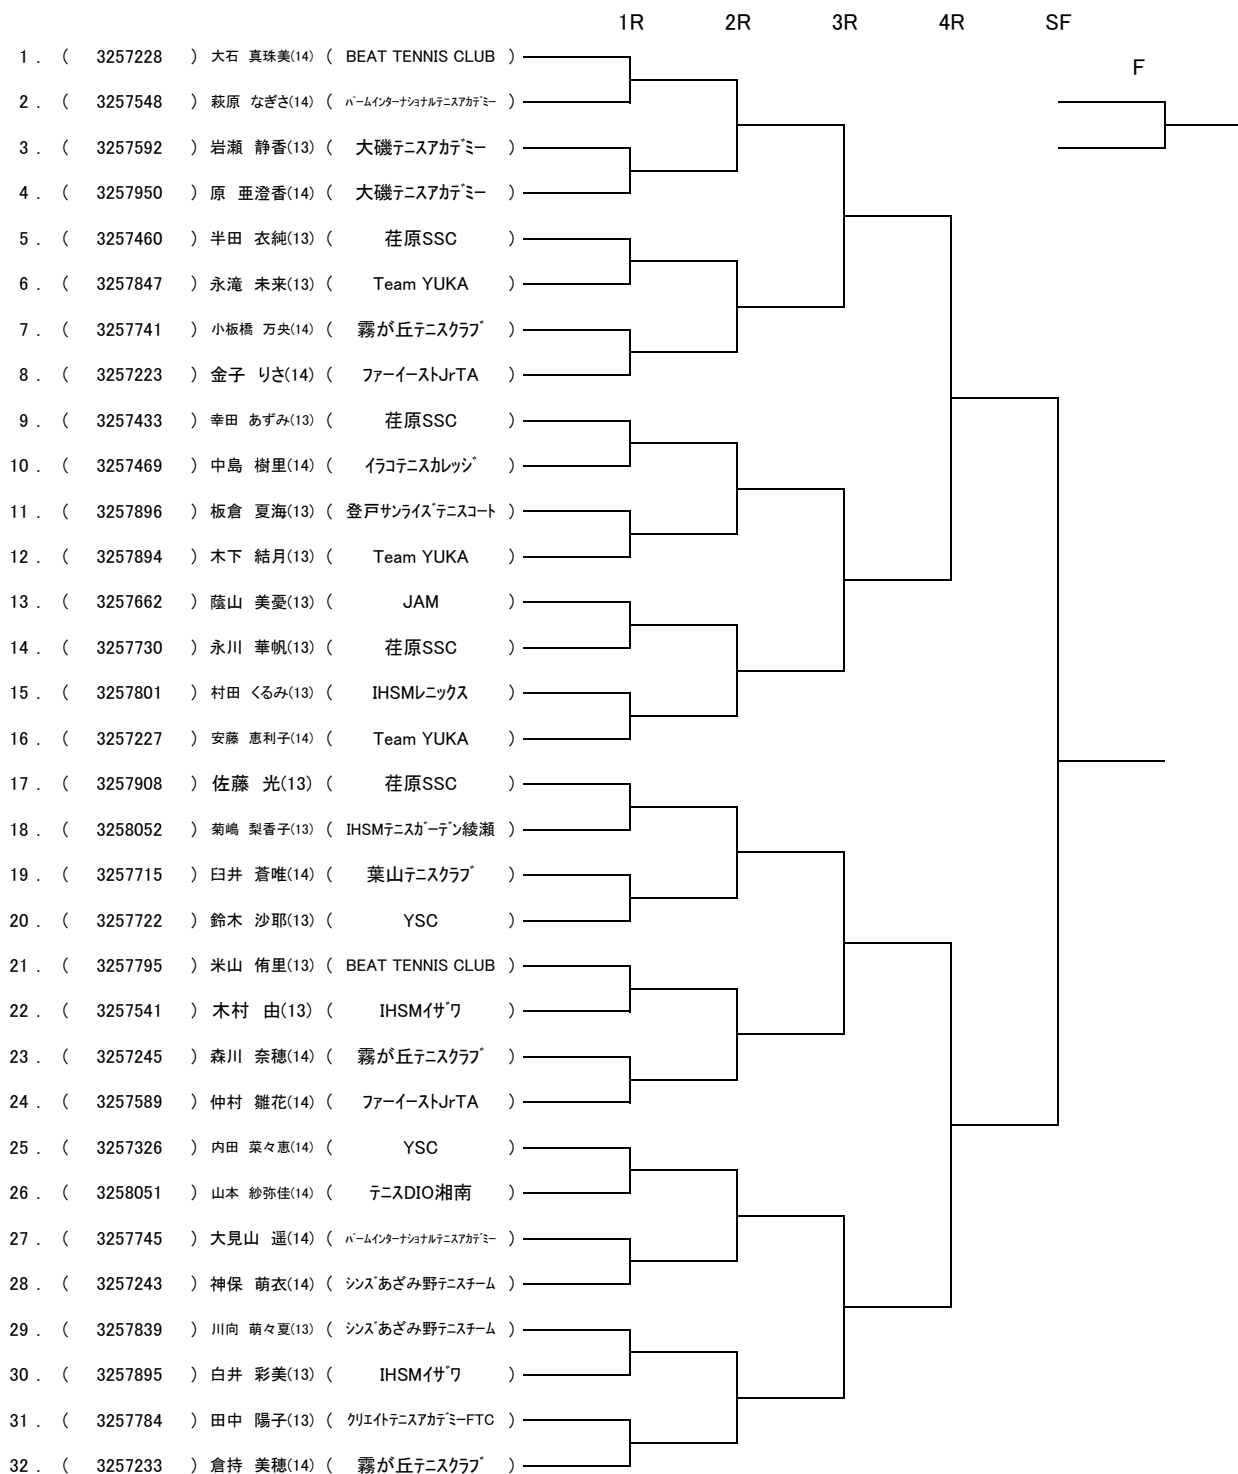 1R 2R 3R 4R SF
F
1. ( 3257228 ) 大石 真珠美(14) ( BEAT TENNIS CLUB )
2. ( 3257548 ) 萩原 なぎさ(14) ( ﾊﾟｰﾑｲﾝﾀｰﾅｼｮﾅﾙﾃﾆｽｱｶﾃﾞﾐｰ )
3. ( 3257592 ) 岩瀬 静香(13) ( 大磯ﾃﾆｽｱｶﾃﾞﾐｰ )
4. ( 3257950 ) 原 亜澄香(14) ( 大磯ﾃﾆｽｱｶﾃﾞﾐｰ )
5. ( 3257460 ) 半田 衣純(13) ( 荏原SSC )
6. ( 3257847 ) 永滝 未来(13) ( Team YUKA )
7. ( 3257741 ) 小板橋 万央(14) ( 霧が丘ﾃﾆｽｸﾗﾌﾞ )
8. ( 3257223 ) 金子 りさ(14) ( ﾌｧｰｲｰｽﾄJrTA )
9. ( 3257433 ) 幸田 あずみ(13) ( 荏原SSC )
10. ( 3257469 ) 中島 樹里(14) ( ｲﾗｺﾃﾆｽｶﾚｯｼﾞ )
11. ( 3257896 ) 板倉 夏海(13) ( 登戸ｻﾝﾗｲｽﾞﾃﾆｽｺｰﾄ )
12. ( 3257894 ) 木下 結月(13) ( Team YUKA )
13. ( 3257662 ) 蔭山 美憂(13) ( JAM )
14. ( 3257730 ) 永川 華帆(13) ( 荏原SSC )
15. ( 3257801 ) 村田 くるみ(13) ( IHSMﾚﾆｯｸｽ )
16. ( 3257227 ) 安藤 恵利子(14) ( Team YUKA )
17. ( 3257908 ) 佐藤 光(13) ( 荏原SSC )
18. ( 3258052 ) 菊嶋 梨香子(13) ( IHSMﾃﾆｽｶﾞｰﾃﾞﾝ綾瀬 )
19. ( 3257715 ) 臼井 蒼唯(14) ( 葉山ﾃﾆｽｸﾗﾌﾞ )
20. ( 3257722 ) 鈴木 沙耶(13) ( YSC )
21. ( 3257795 ) 米山 侑里(13) ( BEAT TENNIS CLUB )
22. ( 3257541 ) 木村 由(13) ( IHSMｲｻﾞﾜ )
23. ( 3257245 ) 森川 奈穂(14) ( 霧が丘ﾃﾆｽｸﾗﾌﾞ )
24. ( 3257589 ) 仲村 雛花(14) ( ﾌｧｰｲｰｽﾄJrTA )
25. ( 3257326 ) 内田 菜々恵(14) ( YSC )
26. ( 3258051 ) 山本 紗弥佳(14) ( ﾃﾆｽDIO湘南 )
27. ( 3257745 ) 大見山 遥(14) ( ﾊﾟｰﾑｲﾝﾀｰﾅｼｮﾅﾙﾃﾆｽｱｶﾃﾞﾐｰ )
28. ( 3257243 ) 神保 萌衣(14) ( ｼﾝｽﾞあざみ野ﾃﾆｽﾁｰﾑ )
29. ( 3257839 ) 川向 萌々夏(13) ( ｼﾝｽﾞあざみ野ﾃﾆｽﾁｰﾑ )
30. ( 3257895 ) 白井 彩美(13) ( IHSMｲｻﾞﾜ )
31. ( 3257784 ) 田中 陽子(13) ( ｸﾘｴｲﾄﾃﾆｽｱｶﾃﾞﾐｰFTC )
32. ( 3257233 ) 倉持 美穂(14) ( 霧が丘ﾃﾆｽｸﾗﾌﾞ )